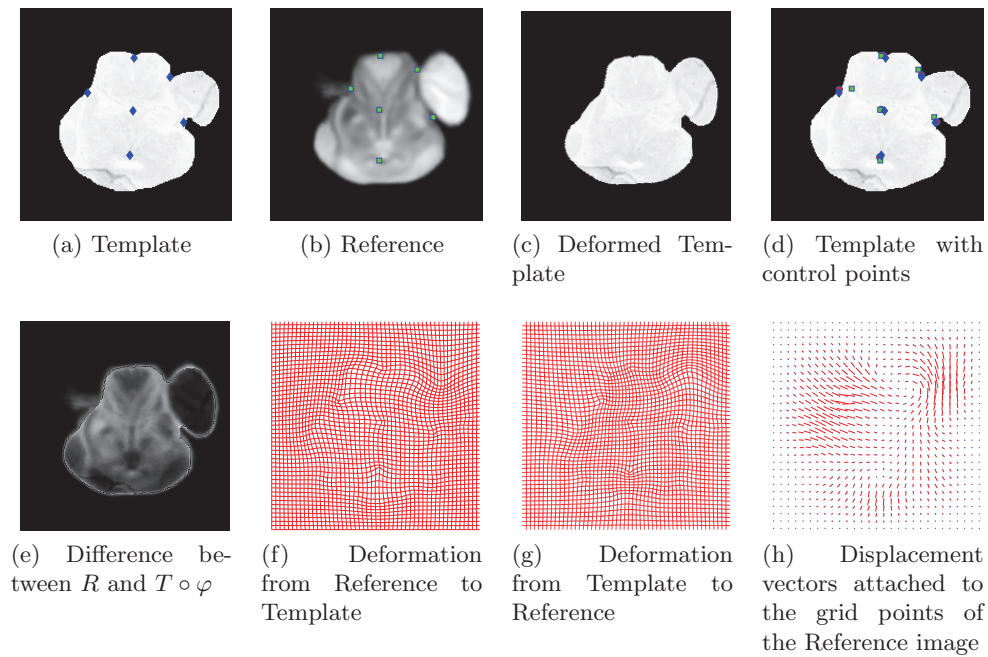 (a) Template
(b) Reference
(c) Deformed Tem-
plate
(d) Template with
control points
(e) Difference be-
tween R and T ∘ φ
(f) Deformation
from Reference to
Template
(g) Deformation
from Template to
Reference
(h) Displacement
vectors attached to
the grid points of
the Reference image